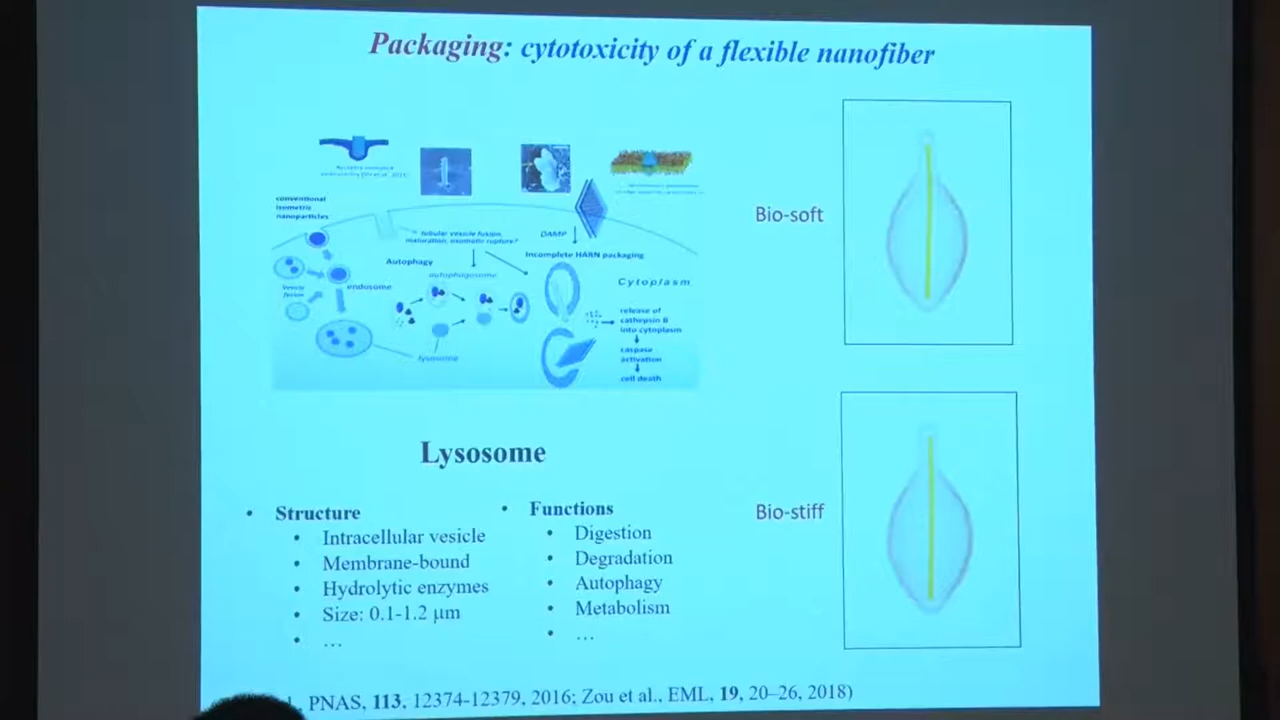 Packaging: cytotoxicity of a flexible nanofiber
conventional
isometric
nanoparticles
tubular vesicle fusion,
maturation, exomatic rupture?
DAMP
Incomplete HARN packaging
Autophagy
autophagosome
Cytoplasm
Vesicle
fusion
endosome
release of
cathepsin B
into cytoplasm
caspase
activation
cell death
lysosome
Bio-soft
Bio-stiff
Lysosome
• Structure
• Intracellular vesicle
• Membrane-bound
• Hydrolytic enzymes
• Size: 0.1-1.2 μm
• …
• Functions
• Digestion
• Degradation
• Autophagy
• Metabolism
• …
PNAS, 113, 12374-12379, 2016; Zou et al., EML, 19, 20–26, 2018)